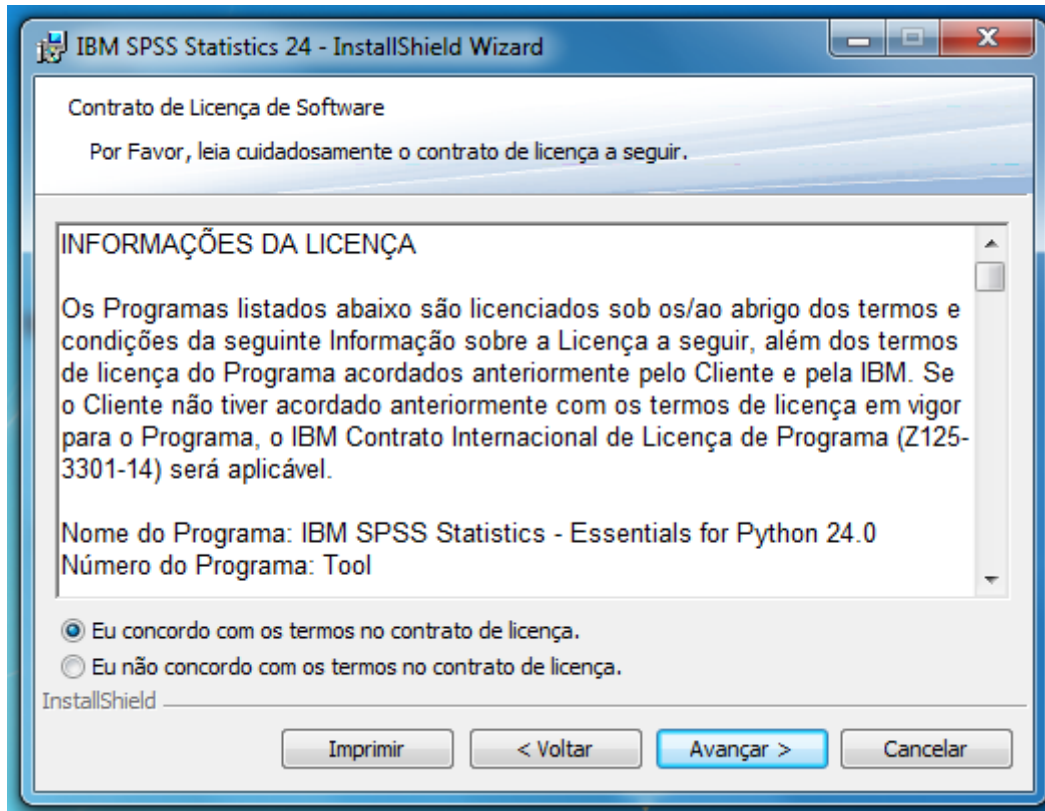 IBM SPSS Statistics 24 - InstallShield Wizard
Contrato de Licença de Software
Por Favor, leia cuidadosamente o contrato de licença a seguir.
INFORMAÇÕES DA LICENÇA
Os Programas listados abaixo são licenciados sob os/ao abrigo dos termos e
condições da seguinte Informação sobre a Licença a seguir, além dos termos
de licença do Programa acordados anteriormente pelo Cliente e pela IBM. Se
o Cliente não tiver acordado anteriormente com os termos de licença em vigor
para o Programa, o IBM Contrato Internacional de Licença de Programa (Z125-
3301-14) será aplicável.
Nome do Programa: IBM SPSS Statistics - Essentials for Python 24.0
Número do Programa: Tool
Eu concordo com os termos no contrato de licença.
Eu não concordo com os termos no contrato de licença.
InstallShield
Imprimir
< Voltar
Avançar >
Cancelar